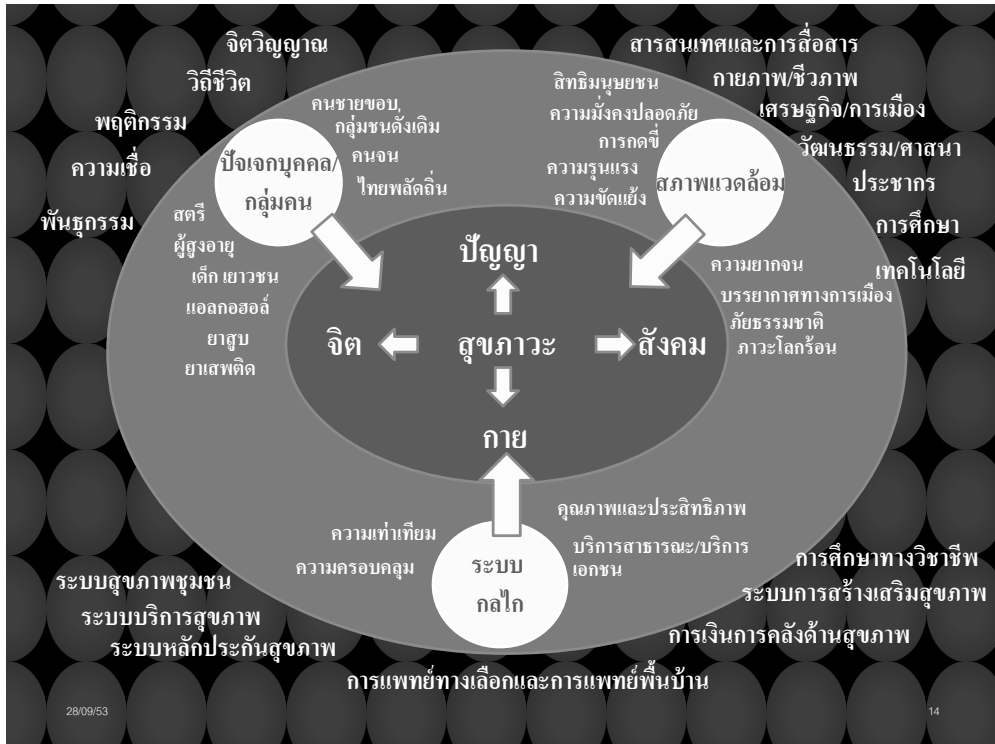 จิตวิญญาณ
วิถีชีวิต
พฤติกรรม
ความเชื่อ
พันธุกรรม
คนชายขอบ,
กลุ่มชนดั่งเดิม
คนจน
ไทยพลัดถิ่น
ปัจเจกบุคคล/
กลุ่มคน
สตรี
ผู้สูงอายุ
เด็ก เยาวชน
แอลกอฮอล์
ยาสูบ
ยาเสพติด
สารสนเทศและการสื่อสาร
กายภาพ/ชีวภาพ
เศรษฐกิจ/การเมือง
วัฒนธรรม/ศาสนา
ประชากร
การศึกษา
เทคโนโลยี
สิทธิมนุษยชน
ความมั่งคงปลอดภัย
การกดขี่
ความรุนแรง
ความขัดแย้ง
สภาพแวดล้อม
ความยากจน
บรรยากาศทางการเมือง
ภัยธรรมชาติ
ภาวะโลกร้อน
ปัญญา
จิต
สุขภาวะ
สังคม
กาย
ความเท่าเทียม
ความครอบคลุม
ระบบ
กลไก
คุณภาพและประสิทธิภาพ
บริการสาธารณะ/บริการ
เอกชน
ระบบสุขภาพชุมชน
ระบบบริการสุขภาพ
ระบบหลักประกันสุขภาพ
การศึกษาทางวิชาชีพ
ระบบการสร้างเสริมสุขภาพ
การเงินการคลังด้านสุขภาพ
การแพทย์ทางเลือกและการแพทย์พื้นบ้าน
28/09/53
14